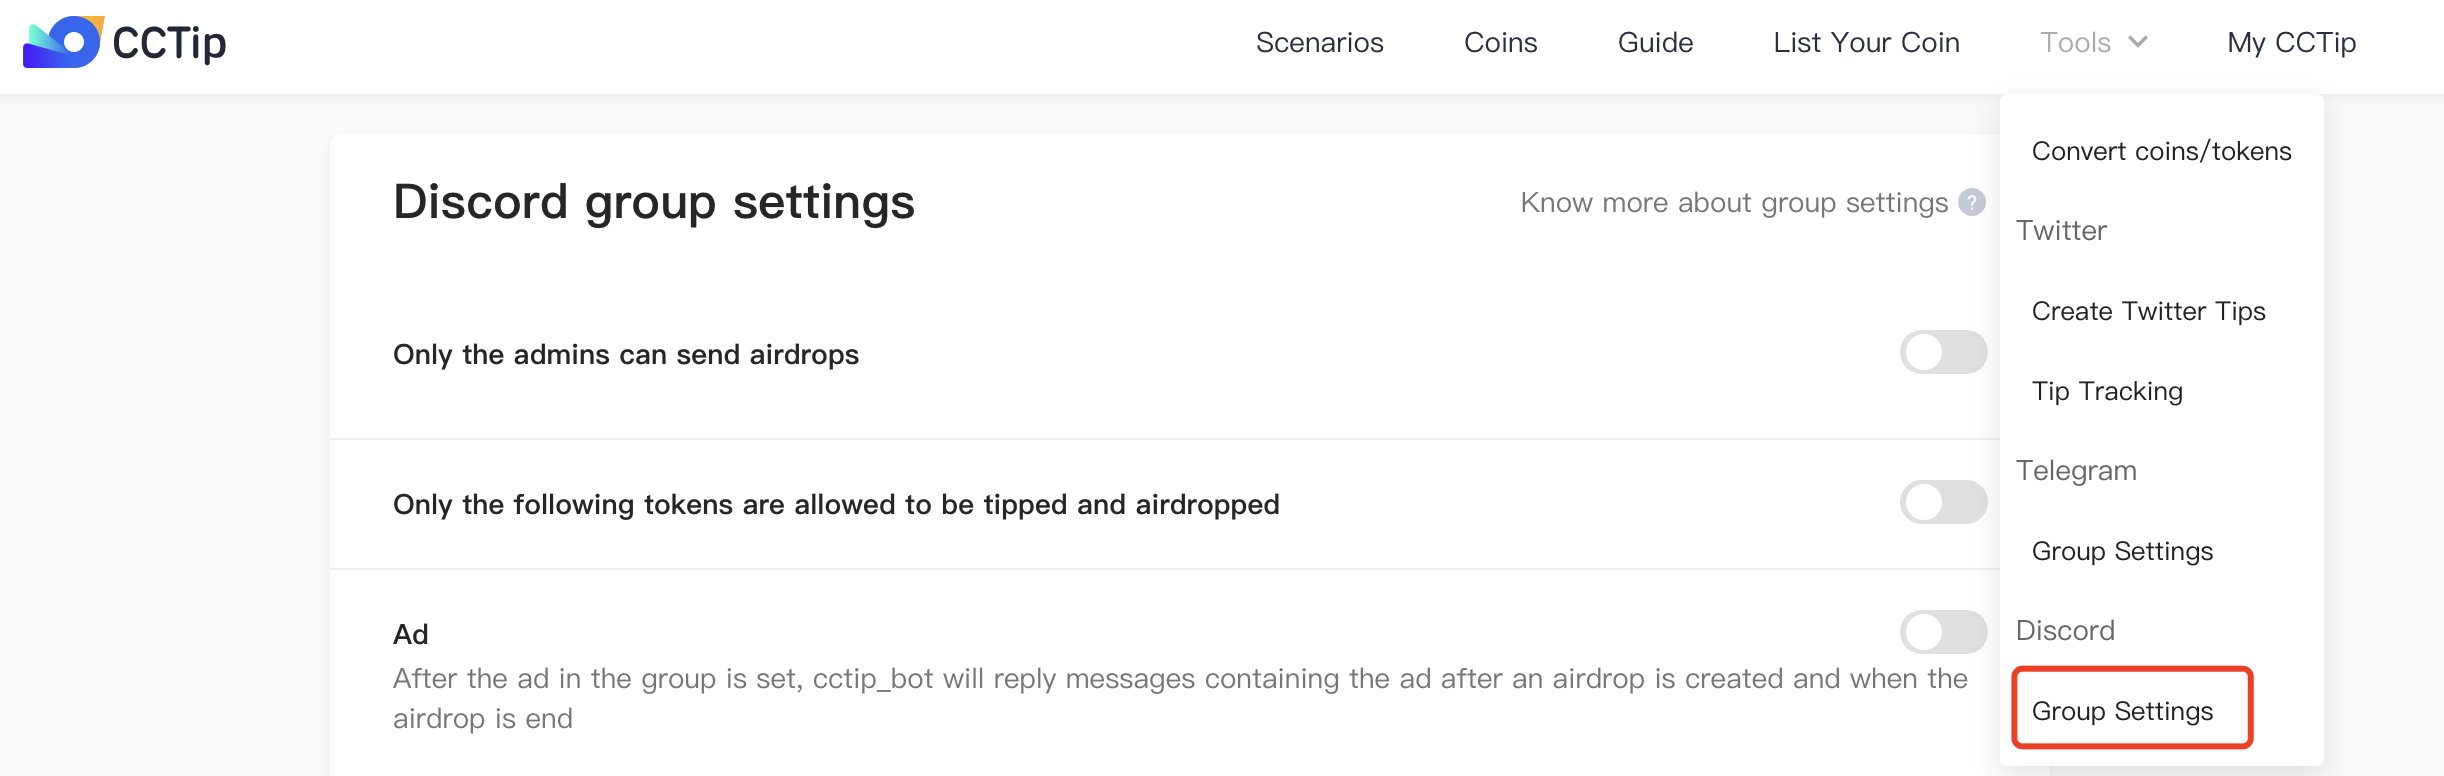 CCTip
Scenarios
Coins
Guide
List Your Coin
Tools
My CCTip
Discord group settings
Know more about group settings ?
Only the admins can send airdrops
Only the following tokens are allowed to be tipped and airdropped
Ad
After the ad in the group is set, cctip_bot will reply messages containing the ad after an airdrop is created and when the
airdrop is end
Convert coins/tokens
Twitter
Create Twitter Tips
Tip Tracking
Telegram
Group Settings
Discord
Group Settings